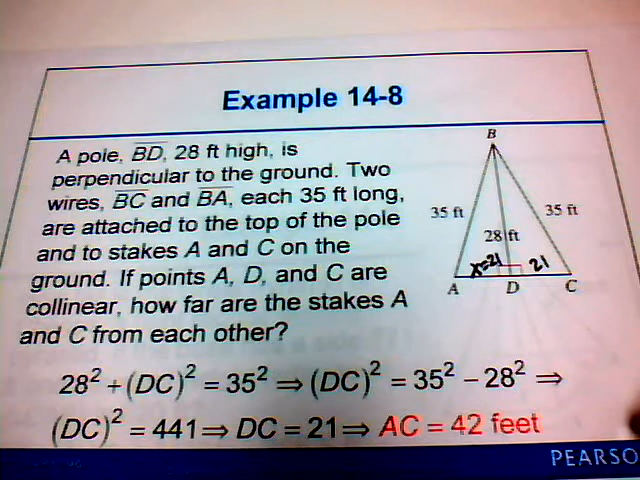 Example 14-8
A pole, BD, 28 ft high, is
perpendicular to the ground. Two
wires, BC and BA, each 35 ft long,
are attached to the top of the pole
and to stakes A and C on the
ground. If points A, D, and C are
collinear, how far are the stakes A
and C from each other?
B
35 ft
35 ft
28 ft
x=21
21
A
D
C
28² + (DC)² = 35² ⇒ (DC)² = 35² − 28² ⇒
(DC)² = 441 ⇒ DC = 21 ⇒ AC = 42 feet
PEARSO